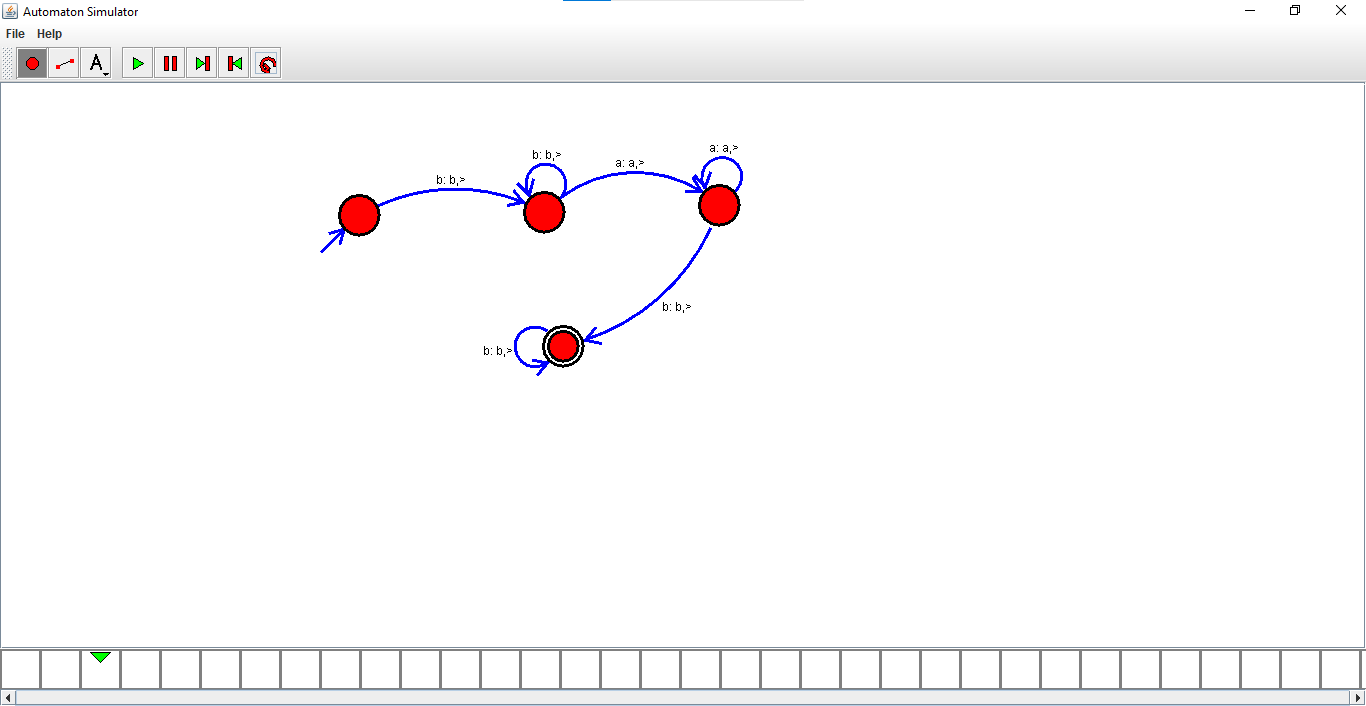 Automaton Simulator
File Help
A
a: a,>
b: b,>
a: a,>
b: b,>
b: b,>
b: b,>